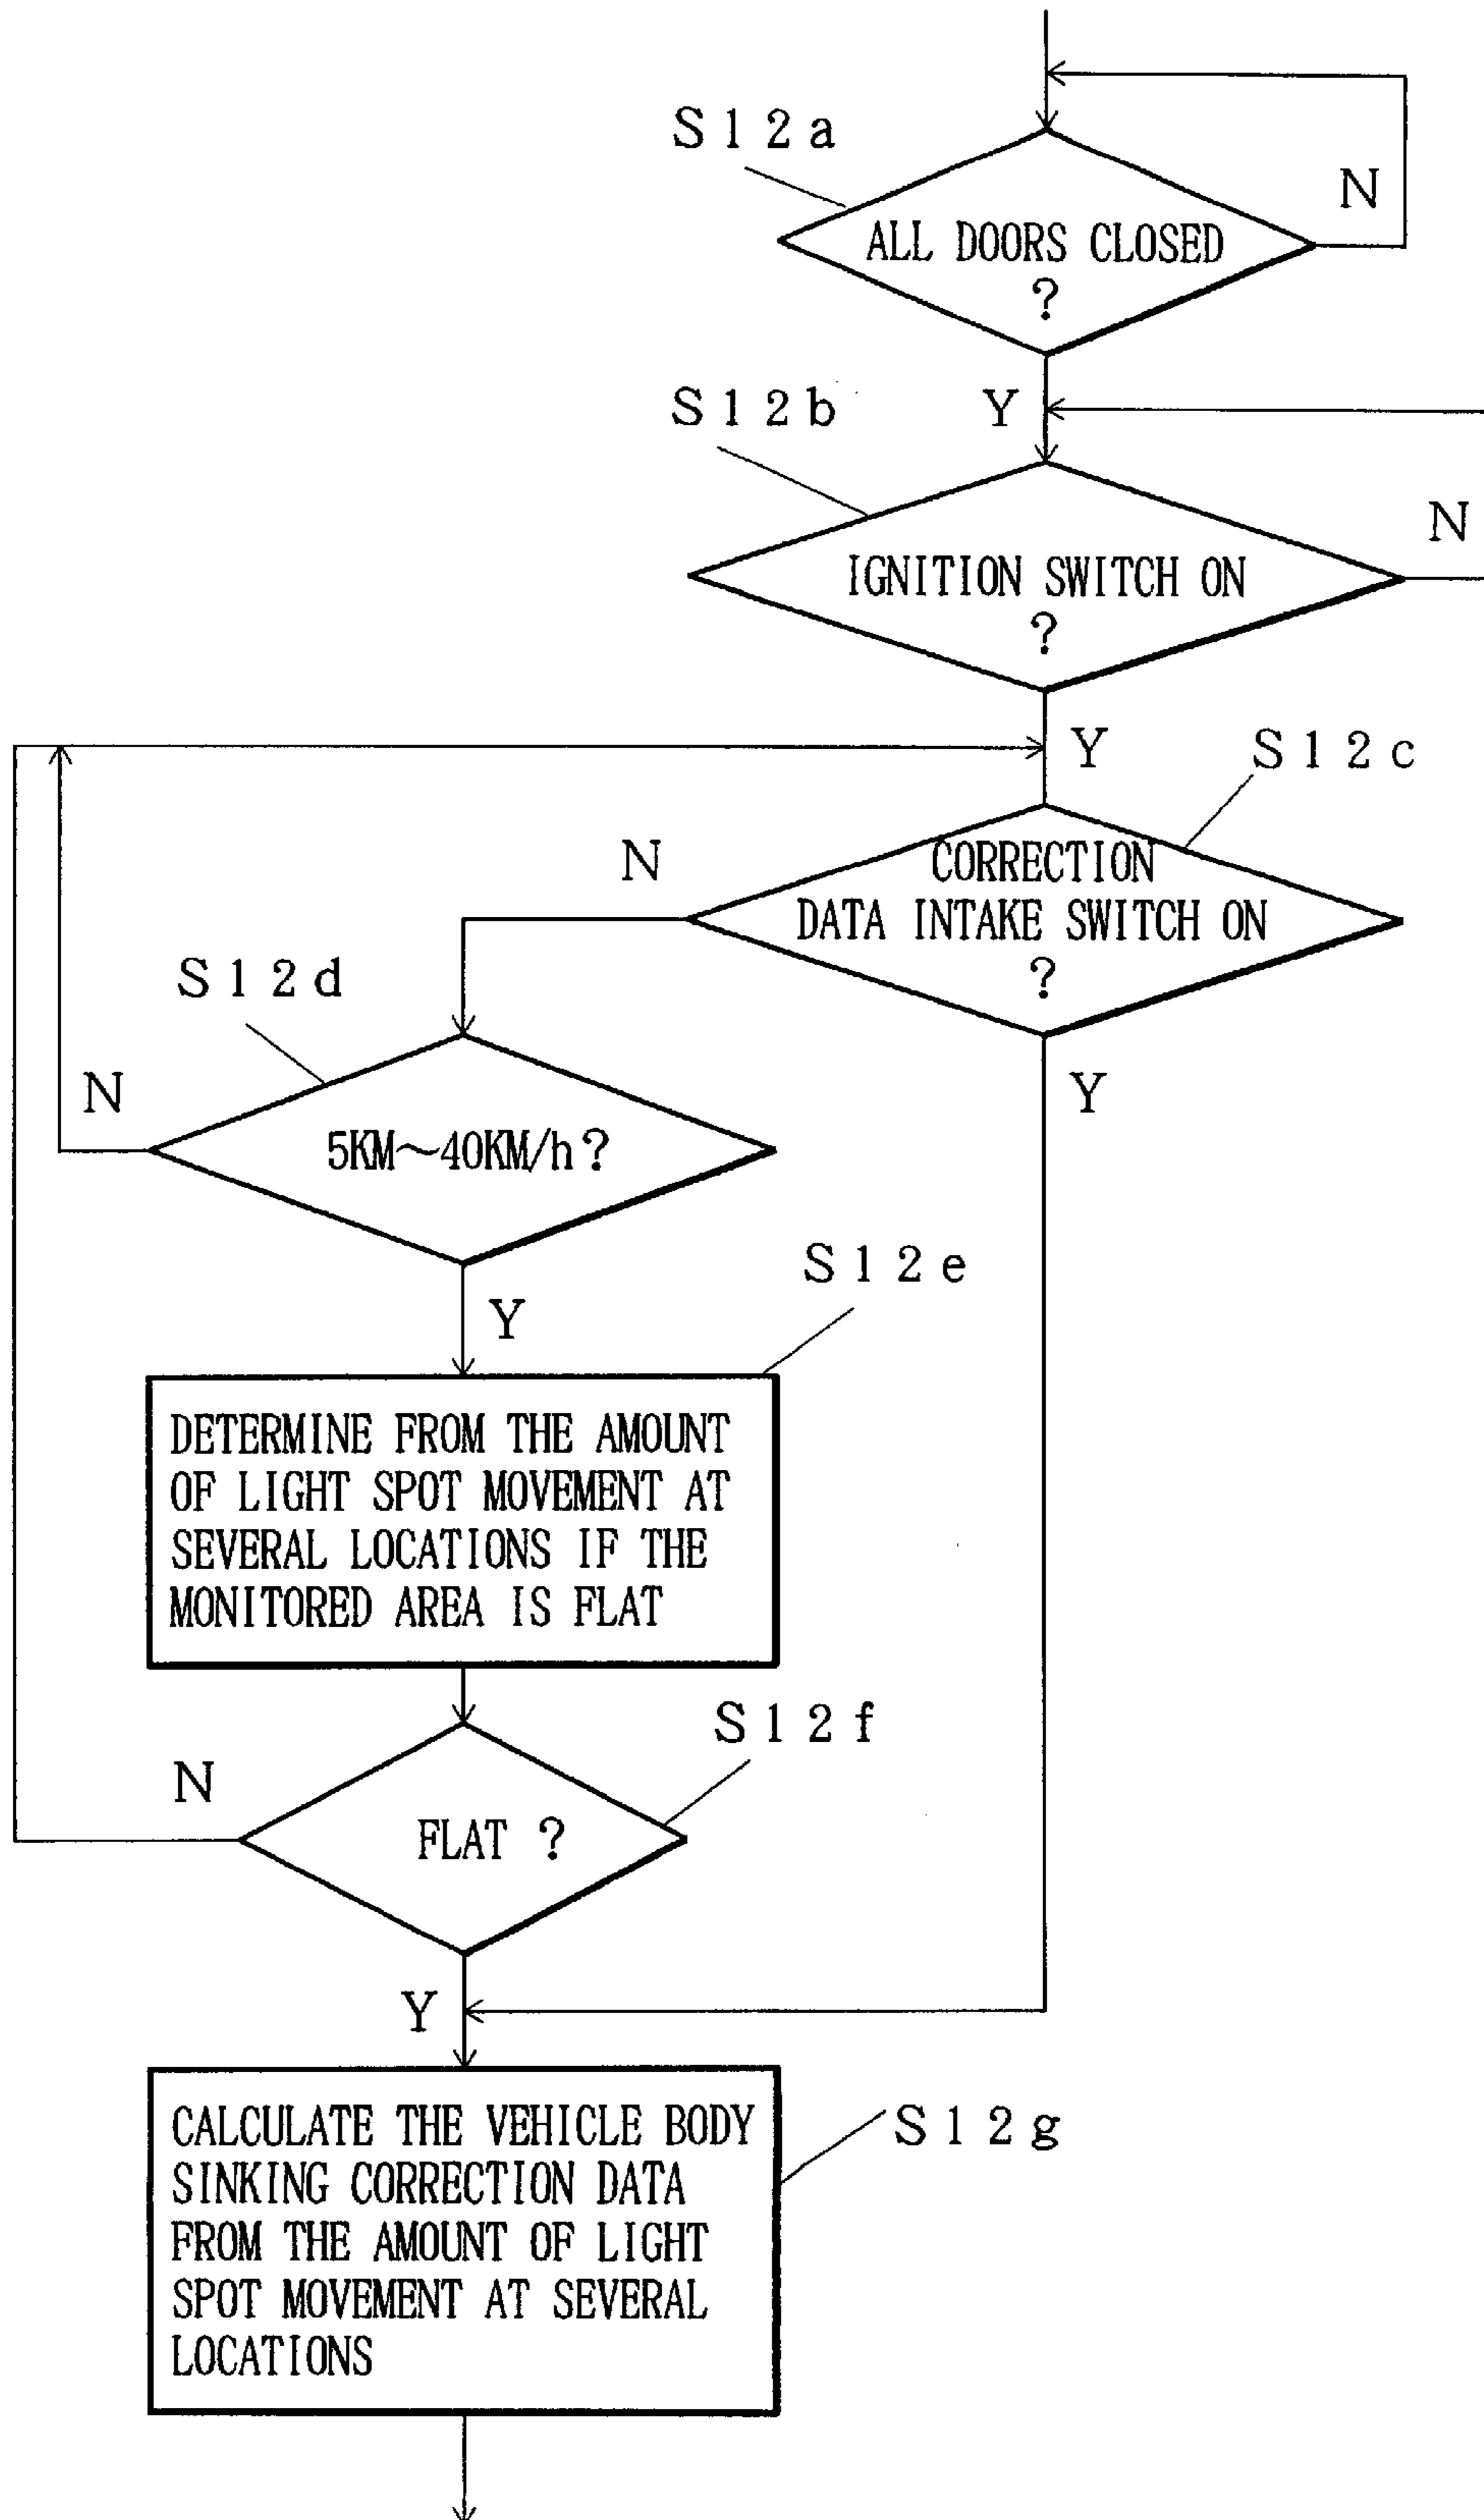 S12a
N
ALL DOORS CLOSED
?
S12b
Y
N
IGNITION SWITCH ON
?
Y
S12c
N
CORRECTION
DATA INTAKE SWITCH ON
?
S12d
N
Y
5KM～40KM/h?
S12e
Y
DETERMINE FROM THE AMOUNT
OF LIGHT SPOT MOVEMENT AT
SEVERAL LOCATIONS IF THE
MONITORED AREA IS FLAT
S12f
N
FLAT ?
Y
CALCULATE THE VEHICLE BODY
SINKING CORRECTION DATA
FROM THE AMOUNT OF LIGHT
SPOT MOVEMENT AT SEVERAL
LOCATIONS
S12g